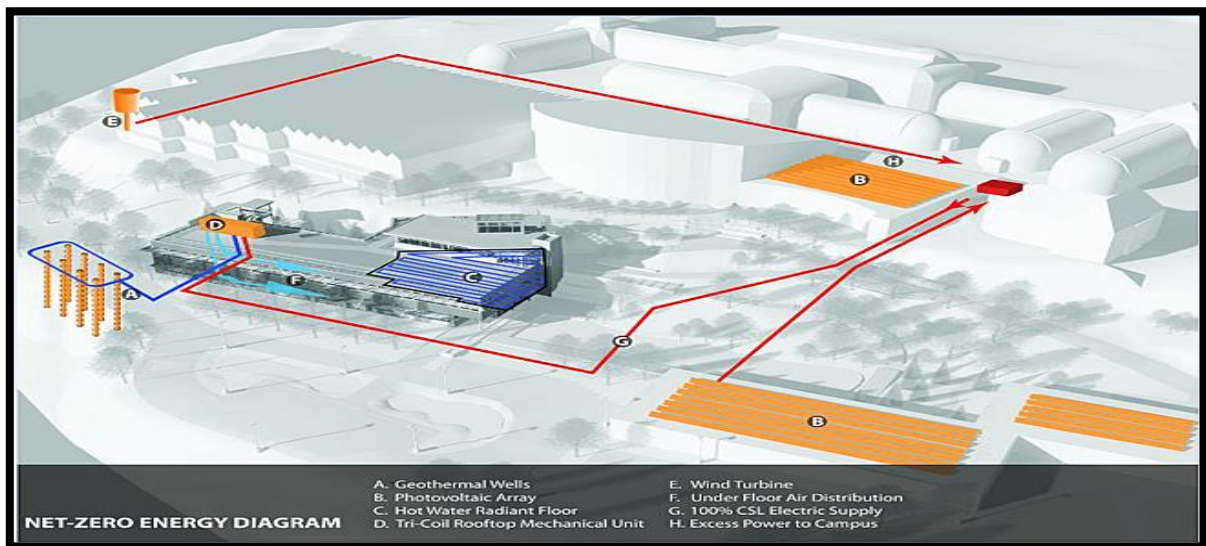 E
H
B
D
C
F
A
G
B
A. Geothermal Wells
B. Photovoltaic Array
C. Hot Water Radiant Floor
D. Tri-Coil Rooftop Mechanical Unit
E. Wind Turbine
F. Under Floor Air Distribution
G. 100% CSL Electric Supply
H. Excess Power to Campus
NET-ZERO ENERGY DIAGRAM